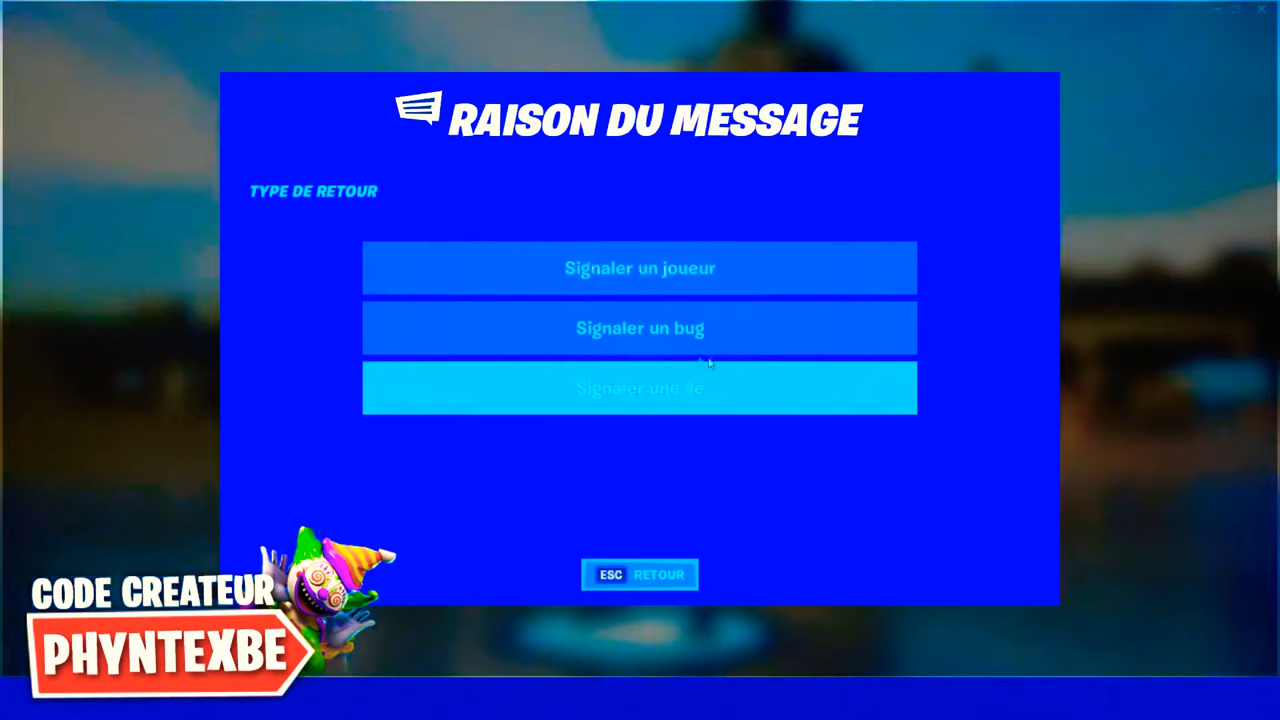 RAISON DU MESSAGE
TYPE DE RETOUR
Signaler un joueur
Signaler un bug
Signaler une île
ESC RETOUR
CODE CREATEUR
PHYNTEXBE